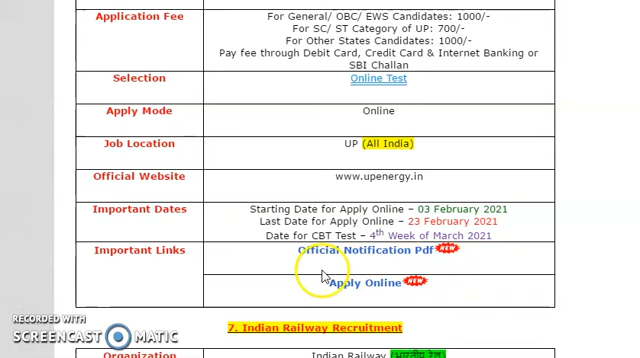 Application Fee
For General/ OBC/ EWS Candidates: 1000/-
For SC/ ST Category of UP: 700/-
For Other States Candidates: 1000/-
Pay fee through Debit Card, Credit Card & Internet Banking or
SBI Challan
Selection
Online Test
Apply Mode
Online
Job Location
UP (All India)
Official Website
www.upenergy.in
Important Dates
Starting Date for Apply Online – 03 February 2021
Last Date for Apply Online – 23 February 2021
Date for CBT Test – 4th Week of March 2021
Important Links
Official Notification Pdf NEW
Apply Online NEW
7. Indian Railway Recruitment
Organization
Indian Railway (ਭਾਰਤੀਯ ਰੇਲ)
RECORDED WITH
SCREENCAST MATIC